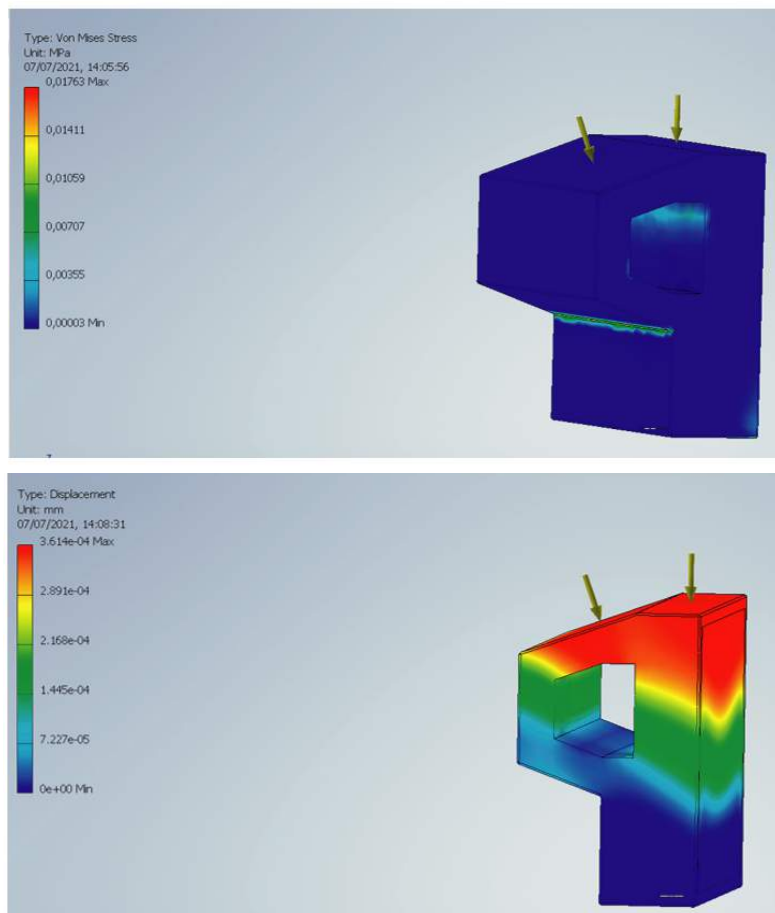 Type: Von Mises Stress
Unit: MPa
07/07/2021, 14:05:56
0,01763 Max
0,01411
0,01059
0,00707
0,00355
0,00003 Min
Type: Displacement
Unit: mm
07/07/2021, 14:08:31
3.614e-04 Max
2.891e-04
2.168e-04
1.445e-04
7.227e-05
0e+00 Min